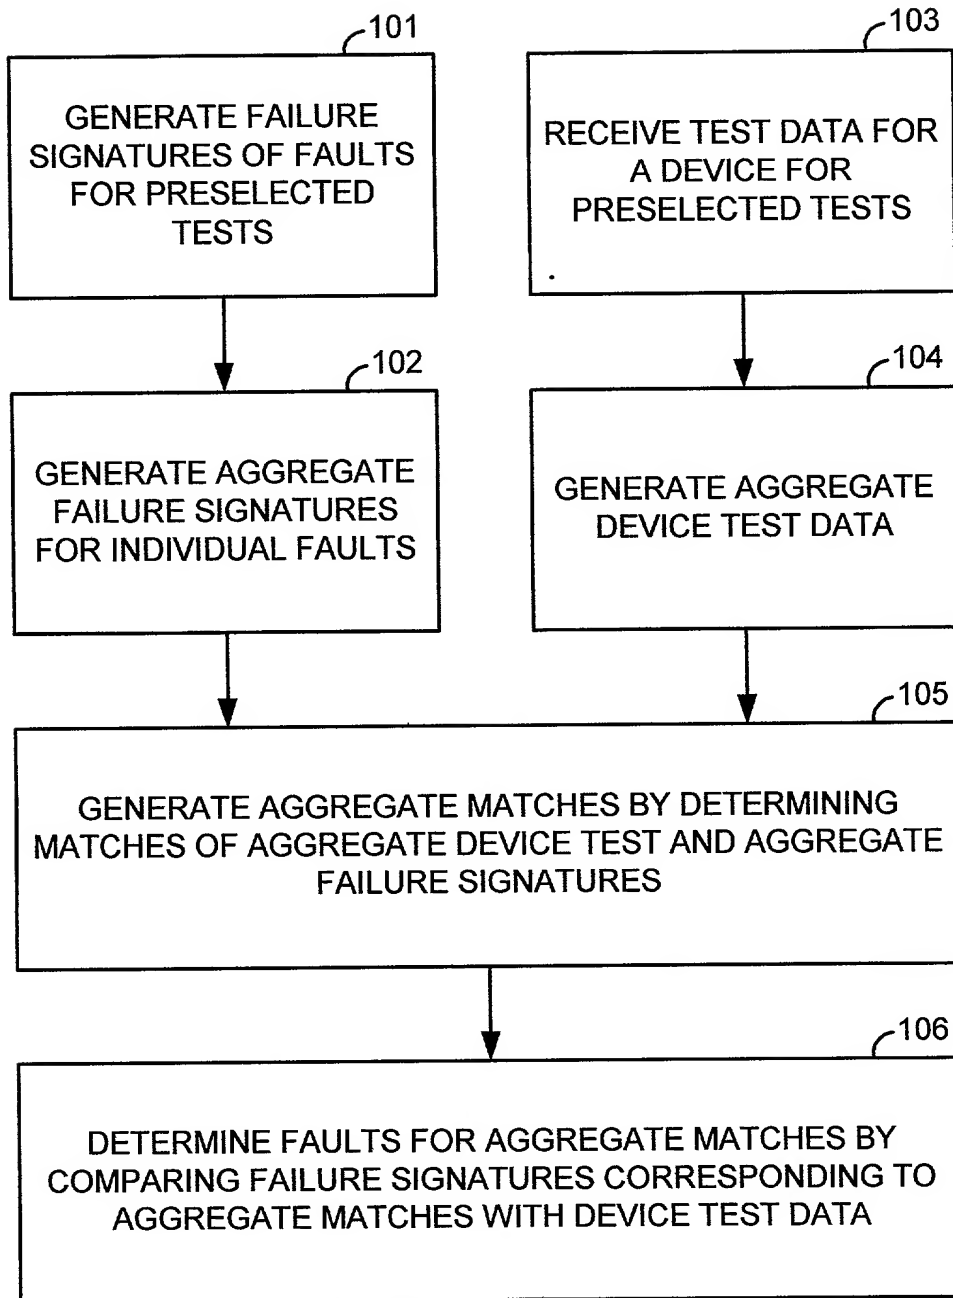 101
GENERATE FAILURE
SIGNATURES OF FAULTS
FOR PRESELECTED
TESTS
103
RECEIVE TEST DATA FOR
A DEVICE FOR
PRESELECTED TESTS
102
GENERATE AGGREGATE
FAILURE SIGNATURES
FOR INDIVIDUAL FAULTS
104
GENERATE AGGREGATE
DEVICE TEST DATA
105
GENERATE AGGREGATE MATCHES BY DETERMINING
MATCHES OF AGGREGATE DEVICE TEST AND AGGREGATE
FAILURE SIGNATURES
106
DETERMINE FAULTS FOR AGGREGATE MATCHES BY
COMPARING FAILURE SIGNATURES CORRESPONDING TO
AGGREGATE MATCHES WITH DEVICE TEST DATA